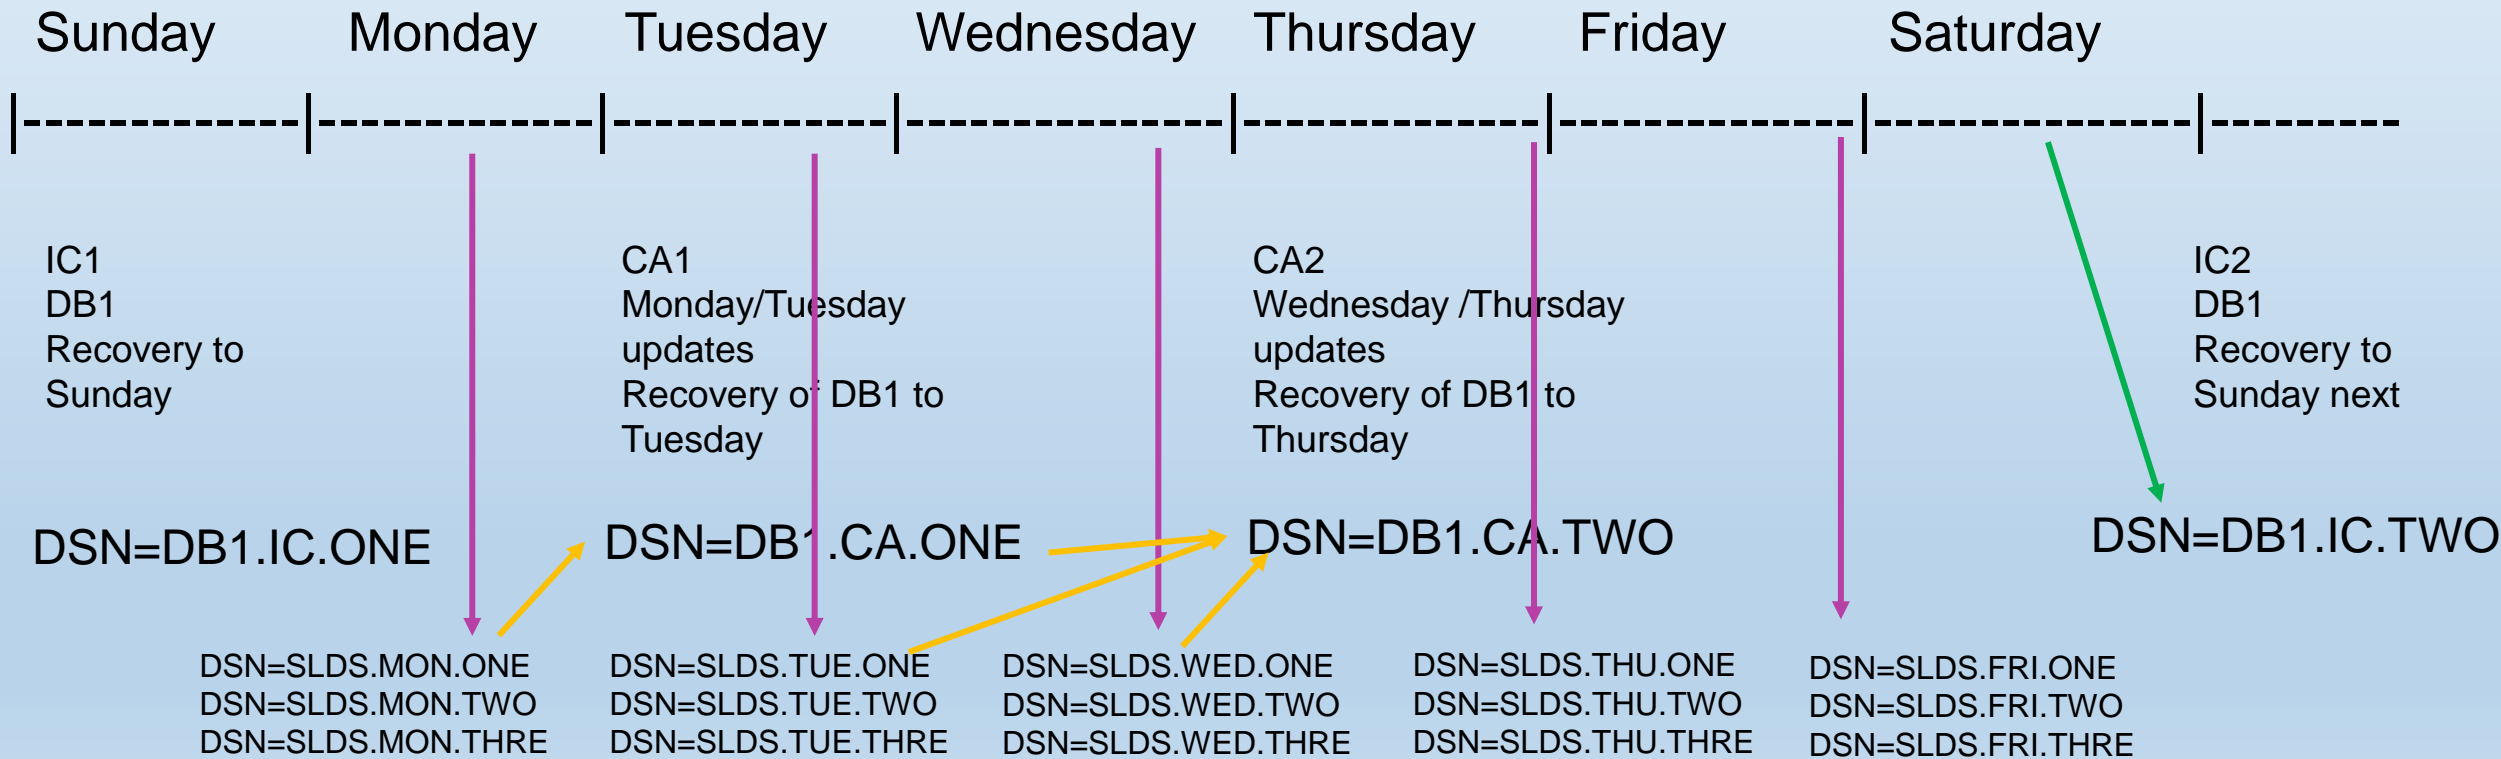 Sunday Monday Tuesday Wednesday Thursday Friday Saturday
IC1
DB1
Recovery to
Sunday
CA1
Monday/Tuesday
updates
Recovery of DB1 to
Tuesday
CA2
Wednesday /Thursday
updates
Recovery of DB1 to
Thursday
IC2
DB1
Recovery to
Sunday next
DSN=DB1.IC.ONE
DSN=DB1.CA.ONE
DSN=DB1.CA.TWO
DSN=DB1.IC.TWO
DSN=SLDS.MON.ONE
DSN=SLDS.MON.TWO
DSN=SLDS.MON.THRE
DSN=SLDS.TUE.ONE
DSN=SLDS.TUE.TWO
DSN=SLDS.TUE.THRE
DSN=SLDS.WED.ONE
DSN=SLDS.WED.TWO
DSN=SLDS.WED.THRE
DSN=SLDS.THU.ONE
DSN=SLDS.THU.TWO
DSN=SLDS.THU.THRE
DSN=SLDS.FRI.ONE
DSN=SLDS.FRI.TWO
DSN=SLDS.FRI.THRE